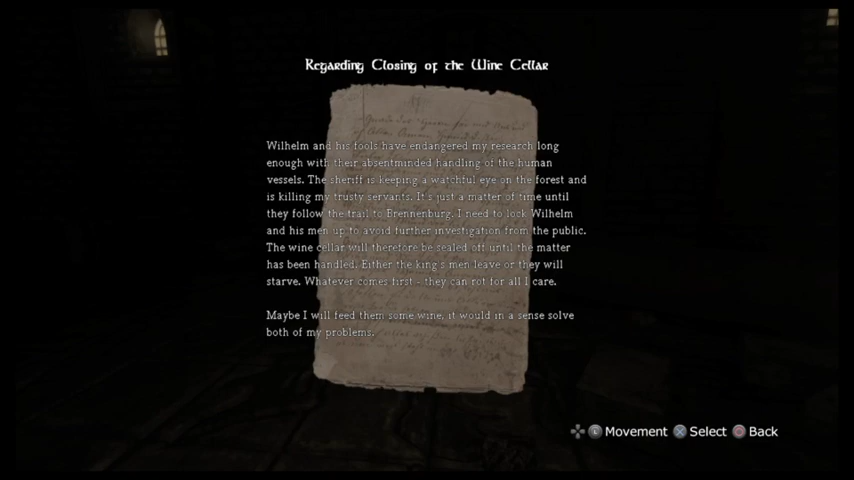 Regarding Closing of the Wine Cellar
Wilhelm and his fools have endangered my research long
enough with their absentminded handling of the human
vessels. The sheriff is keeping a watchful eye on the forest and
is killing my trusty servants. It's just a matter of time until
they follow the trail to Brennenburg. I need to lock Wilhelm
and his men up to avoid further investigation from the public.
The wine cellar will therefore be sealed off until the matter
has been handled. Either the king's men leave or they will
starve. Whatever comes first - they can rot for all I care.
Maybe I will feed them some wine, it would in a sense solve
both of my problems.
L Movement Select Back